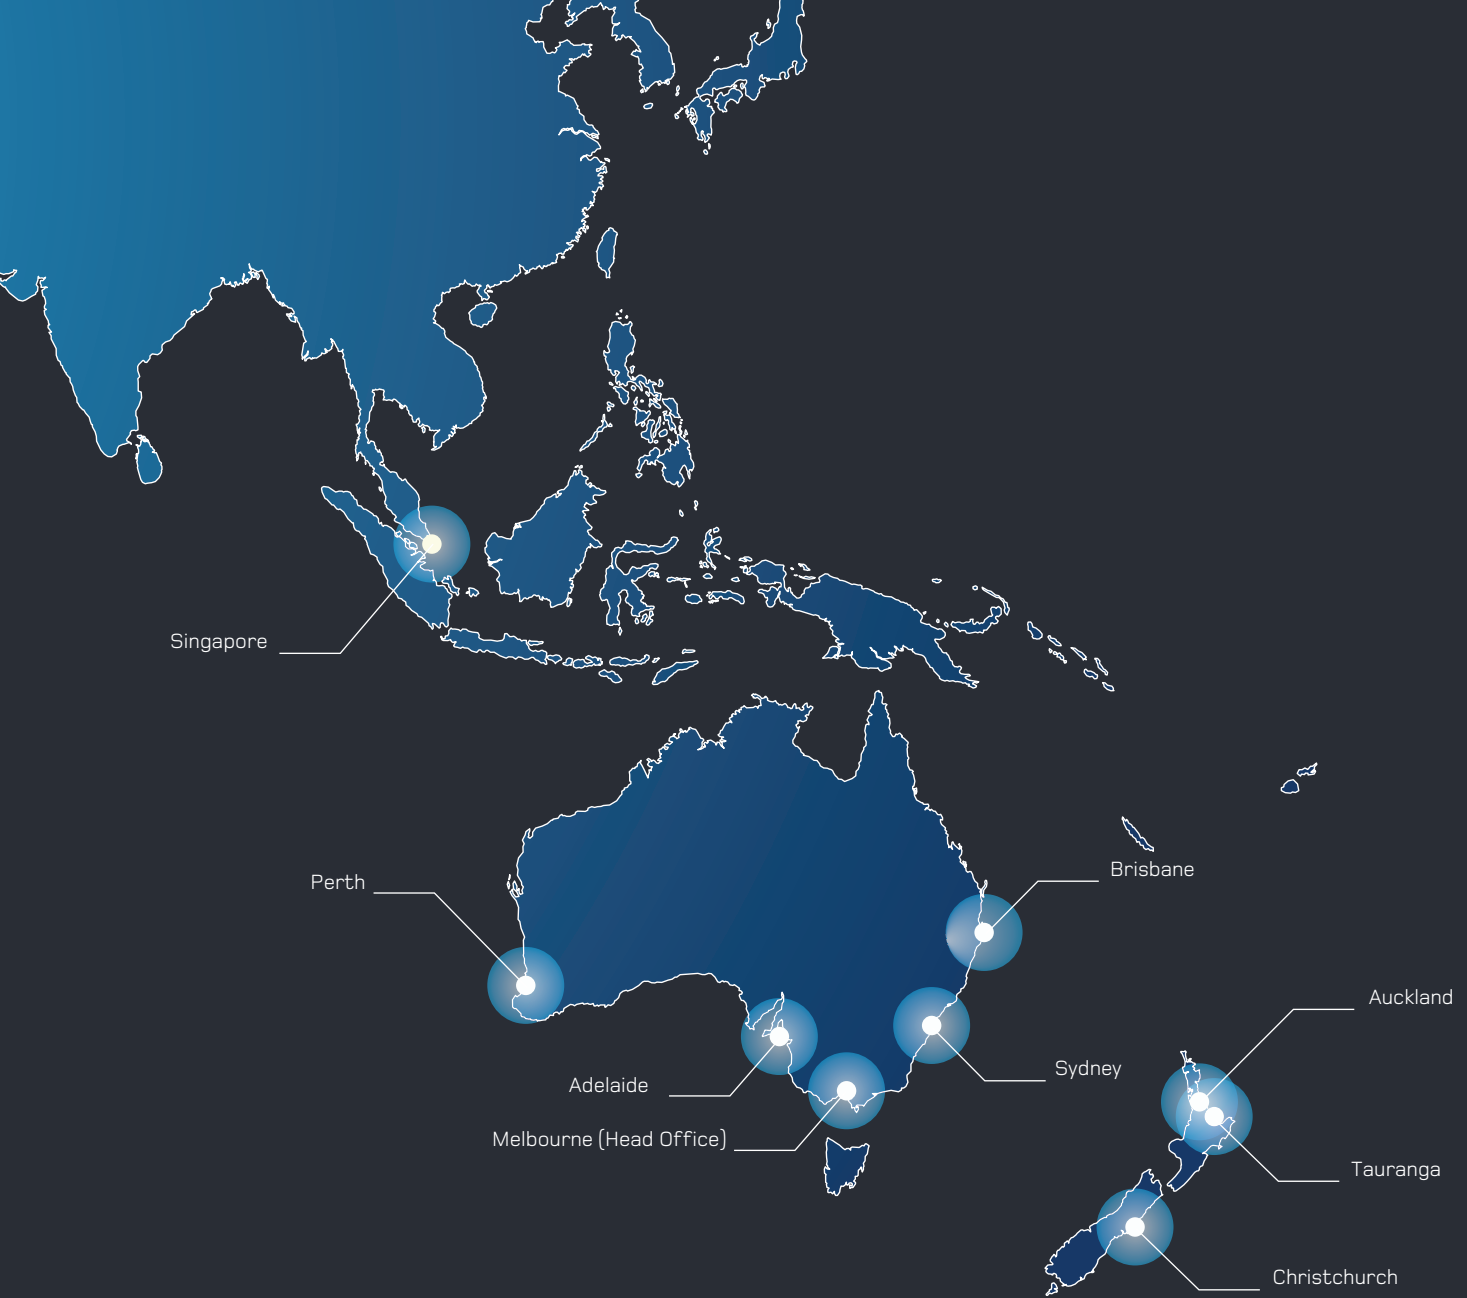 Singapore
Brisbane
Perth
Auckland
Sydney
Adelaide
Melbourne (Head Office)
Tauranga
Christchurch